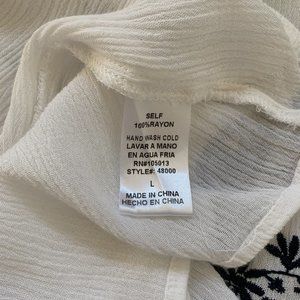 SELF
100%RAYON
HAND WASH COLD
LAVAR A MANO
EN AGUA FRIA
RN#105013
STYLE#: 48000
L
MADE IN CHINA
HECHO EN CHINA